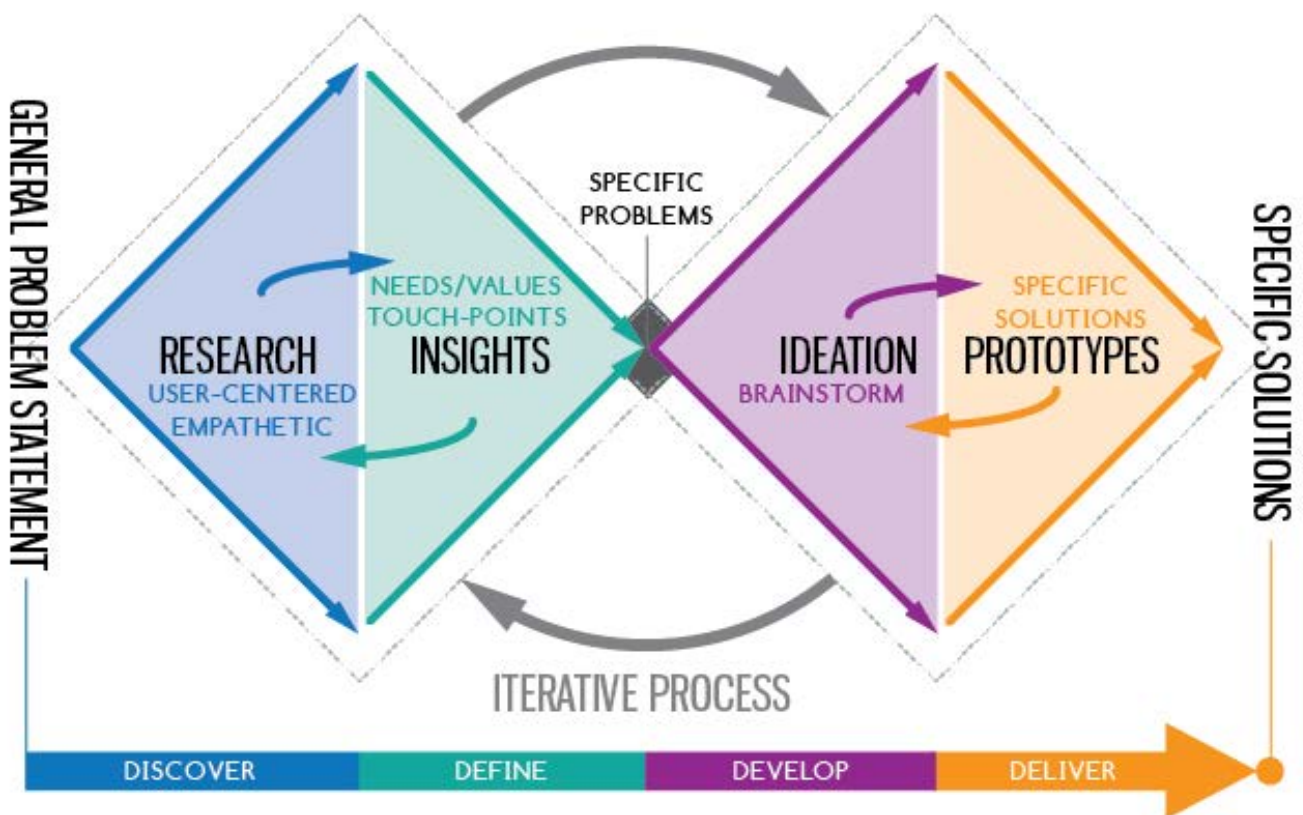 GENERAL PROBLEM STATEMENT
SPECIFIC
PROBLEMS
NEEDS/VALUES
TOUCH-POINTS
RESEARCH
INSIGHTS
USER-CENTERED
EMPATHETIC
SPECIFIC
SOLUTIONS
IDEATION
PROTOTYPES
BRAINSTORM
SPECIFIC SOLUTIONS
ITERATIVE PROCESS
DISCOVER
DEFINE
DEVELOP
DELIVER